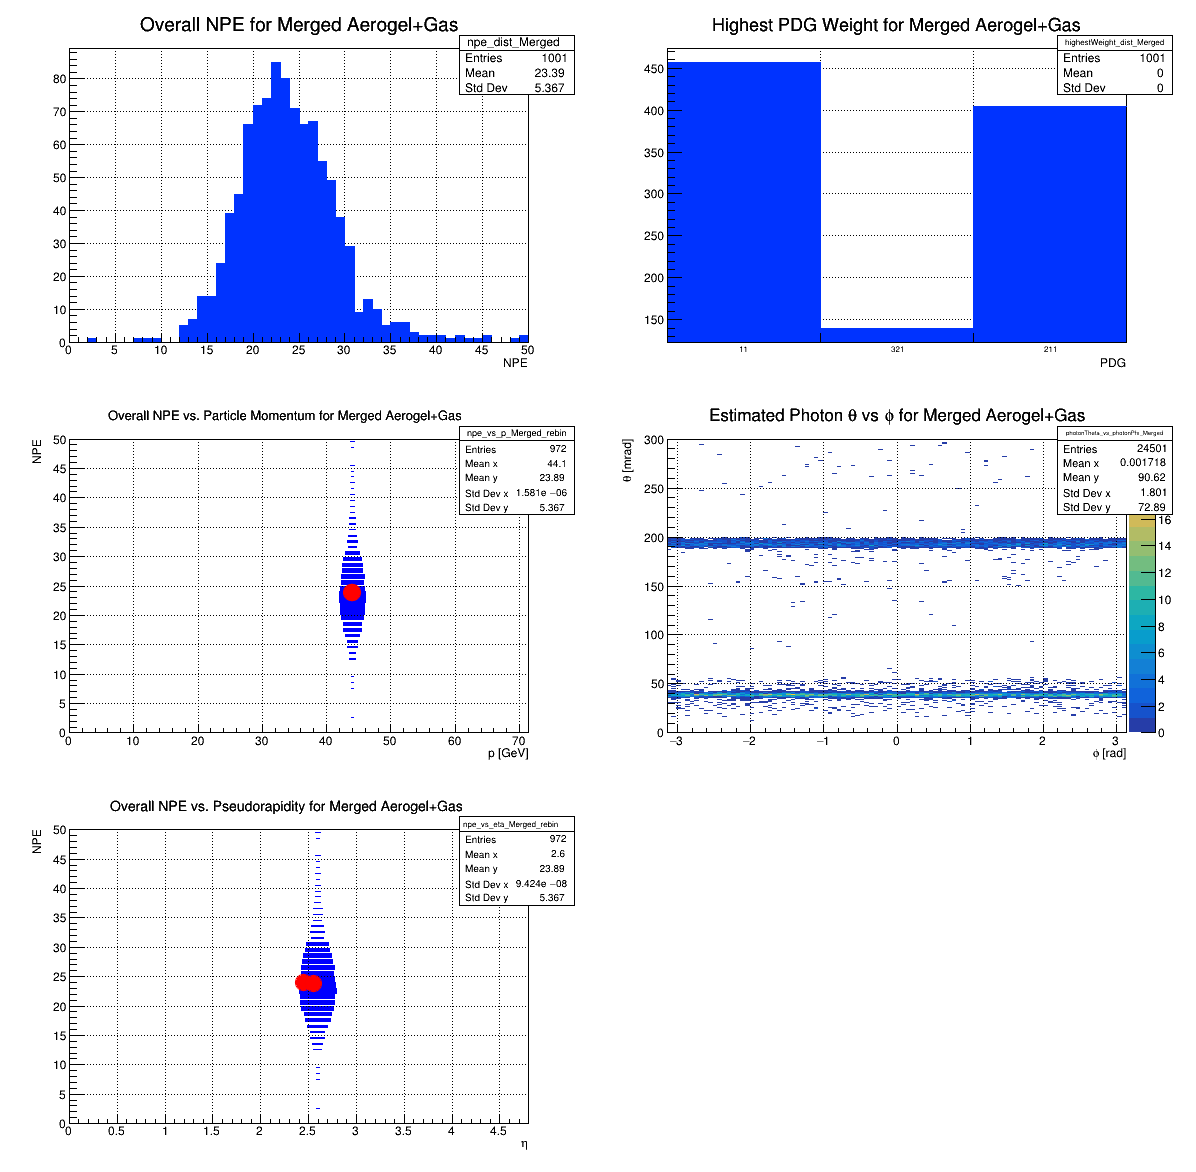 Overall NPE for Merged Aerogel+Gas
npe_dist_Merged
Entries 1001
Mean 23.39
Std Dev 5.367
80
70
60
50
40
30
20
10
0
0 5 10 15 20 25 30 35 40 45 50
NPE
Highest PDG Weight for Merged Aerogel+Gas
highestWeight_dist_Merged
Entries 1001
Mean 0
Std Dev 0
450
400
350
300
250
200
150
11 321 211
PDG
Overall NPE vs. Particle Momentum for Merged Aerogel+Gas
npe_vs_p_Merged_rebin
Entries 972
Mean x 44.1
Mean y 23.89
Std Dev x 1.581e −06
Std Dev y 5.367
NPE
50
45
40
35
30
25
20
15
10
5
0
0 10 20 30 40 50 60 70
p [GeV]
Estimated Photon θ vs ϕ for Merged Aerogel+Gas
photonTheta_vs_photonPhi_Merged
Entries 24501
Mean x 0.001718
Mean y 90.62
Std Dev x 1.801
Std Dev y 72.89
θ [mrad]
300
250
200
150
100
50
0
−3 −2 −1 0 1 2 3
ϕ [rad]
16
14
12
10
8
6
4
2
0
Overall NPE vs. Pseudorapidity for Merged Aerogel+Gas
npe_vs_eta_Merged_rebin
Entries 972
Mean x 2.6
Mean y 23.89
Std Dev x 9.424e −08
Std Dev y 5.367
NPE
50
45
40
35
30
25
20
15
10
5
0
0 0.5 1 1.5 2 2.5 3 3.5 4 4.5
η